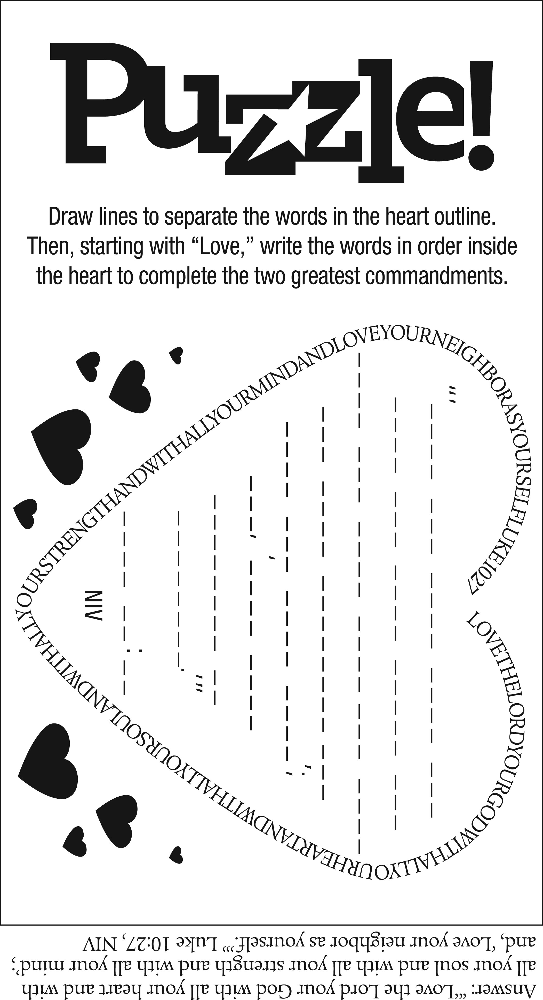 Puzzle!
Draw lines to separate the words in the heart outline.
Then, starting with “Love,” write the words in order inside
the heart to complete the two greatest commandments.
LOVETHELORDYOURGODWITHALLYOURHEARTANDWITHALLYOURSOULANDWITHALLYOURSTRENGTHANDWITHALLYOURMINDANDLOVEYOURNEIGHBORASYOURSELFLUKE1027
NIV
Answer: “‘Love the Lord your God with all your heart and with
all your soul and with all your strength and with all your mind’;
and, ‘Love your neighbor as yourself.’” Luke 10:27, NIV